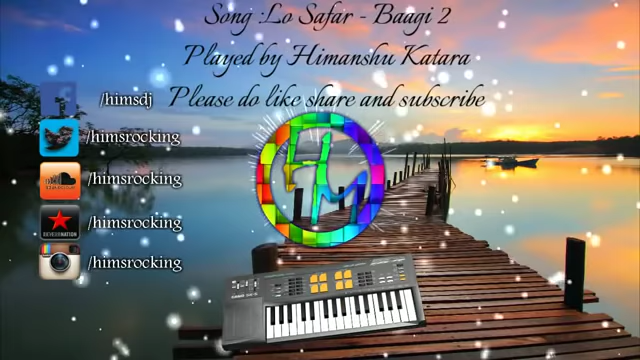 Song :Lo Safar - Baagi 2
Played by Himanshu Katara
Please do like share and subscribe
/himsdj
/himsrocking
/himsrocking
/himsrocking
/himsrocking